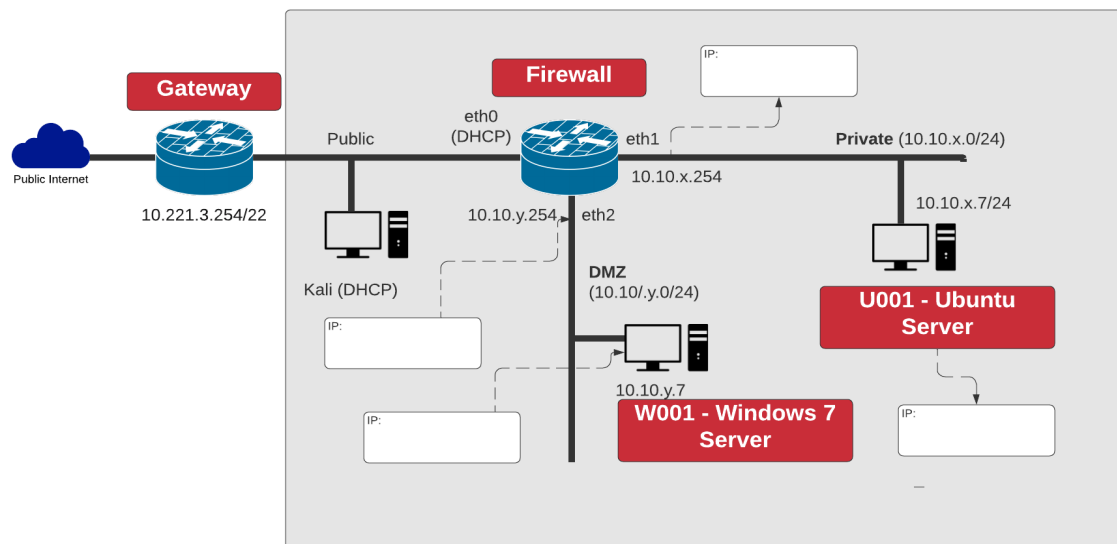 IP:
Gateway
Firewall
eth0
(DHCP)
Public
eth1
Private (10.10.x.0/24)
Public Internet
10.10.x.254
10.221.3.254/22
10.10.y.254
eth2
10.10.x.7/24
Kali (DHCP)
DMZ
(10.10/.y.0/24)
U001 - Ubuntu
Server
IP:
10.10.y.7
IP:
W001 - Windows 7
Server
IP: